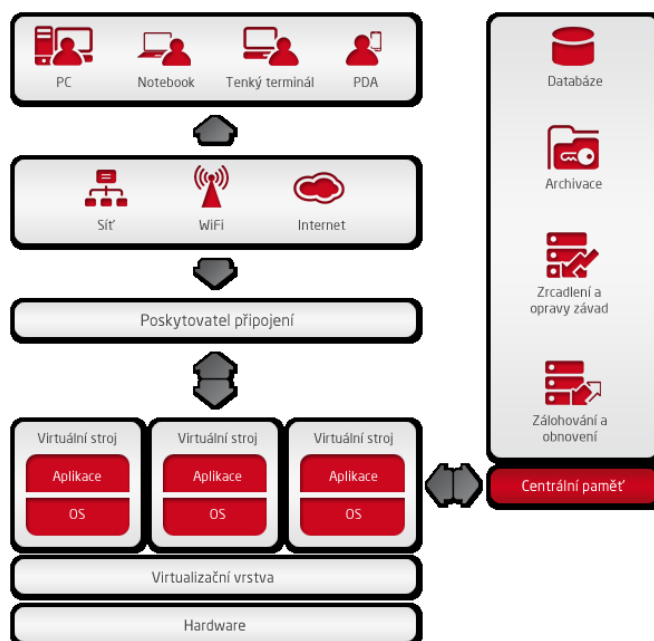 PC
Notebook
Tenký terminál
PDA
Síť
WiFi
Internet
Poskytovatel připojení
Virtuální stroj
Aplikace
OS
Virtuální stroj
Aplikace
OS
Virtuální stroj
Aplikace
OS
Virtualizační vrstva
Hardware
Databáze
Archivace
Zrcadlení a
opravy závad
Zálohování a
obnovení
Centrální paměť